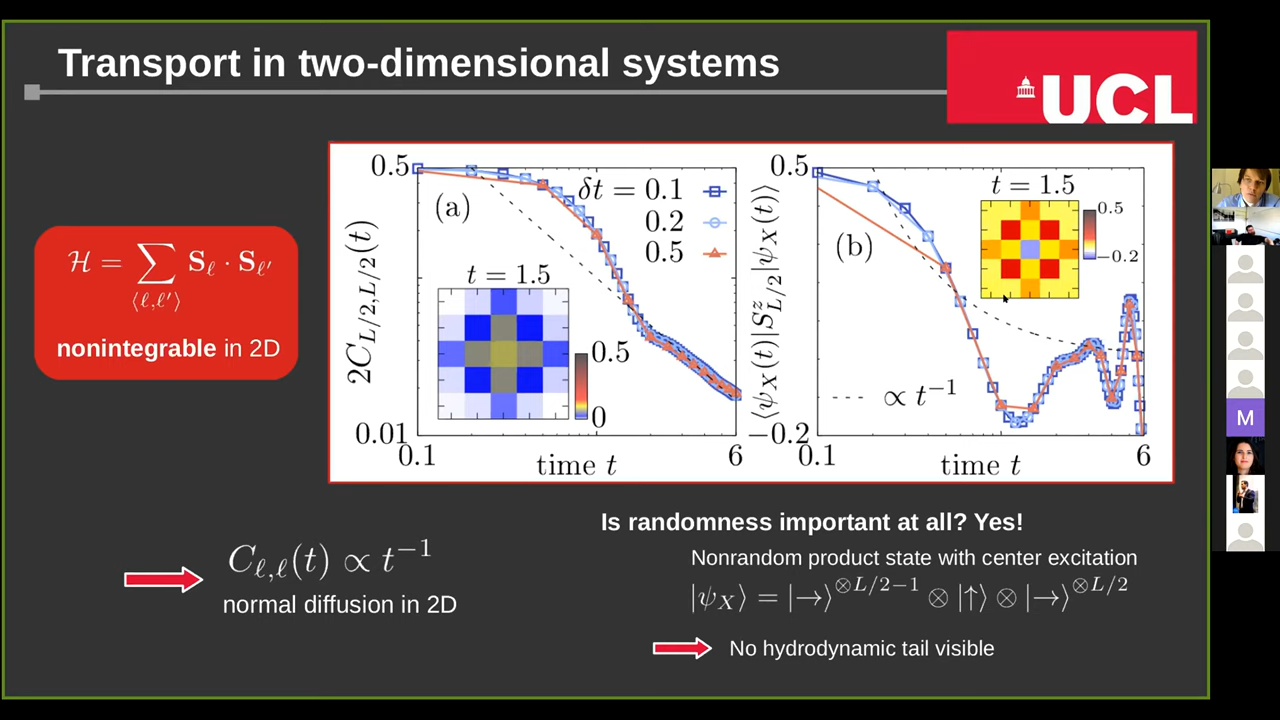 Transport in two-dimensional systems
UCL
ℋ = ∑⟨ℓ,ℓ′⟩ S_ℓ · S_ℓ′
nonintegrable in 2D
0.5
2C_{L/2,L/2}(t)
0.01
(a)
δt = 0.1
0.2
0.5
t = 1.5
0.5
0
0.1
time t
6
0.5
⟨ψ_X(t)|S^z_{L/2}|ψ_X(t)⟩
−0.2
(b)
t = 1.5
0.5
−0.2
∝ t⁻¹
0.1
time t
6
C_{ℓ,ℓ}(t) ∝ t⁻¹
normal diffusion in 2D
Is randomness important at all? Yes!
Nonrandom product state with center excitation
|ψ_X⟩ = |→⟩^{⊗L/2−1} ⊗ |↑⟩ ⊗ |→⟩^{⊗L/2}
No hydrodynamic tail visible
M